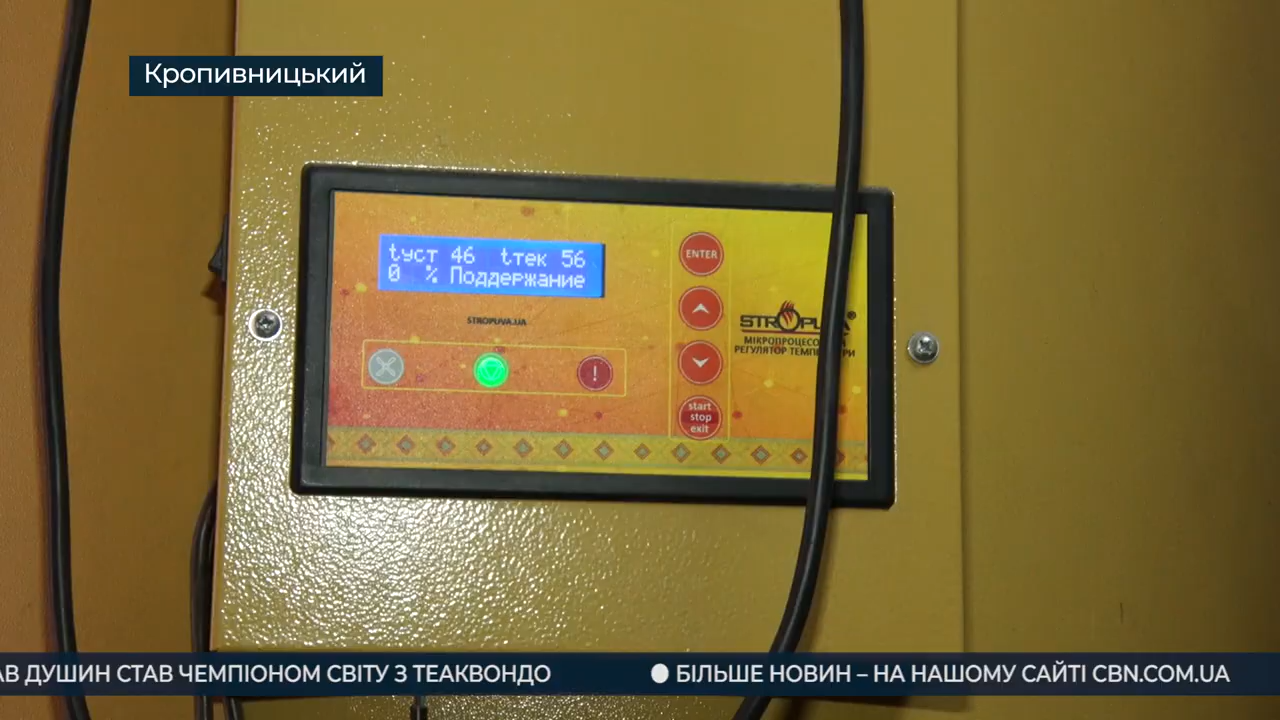 Кропивницький
tуст 46 tтек 56
0 % Поддержание
STROPUVA.UA
ENTER
start
stop
exit
®
РЕГУЛЯТОР
АВ ДУШИН СТАВ ЧЕМПІОНОМ СВІТУ З ТЕАКВОНДО
БІЛЬШЕ НОВИН – НА НАШОМУ САЙТІ CBN.COM.UA